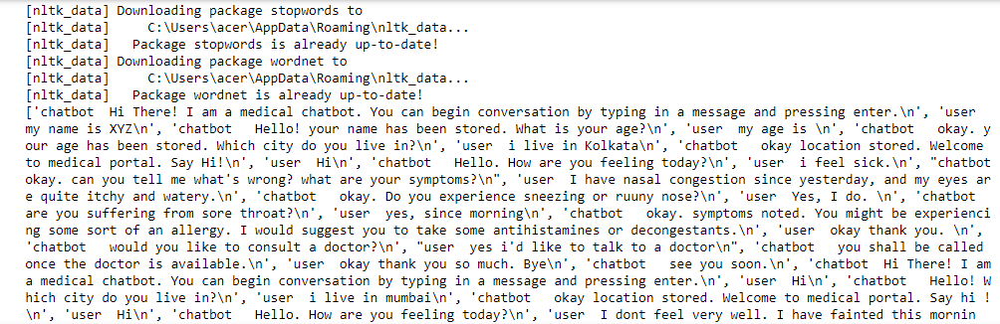 [nltk_data] Downloading package stopwords to
[nltk_data]     C:\Users\acer\AppData\Roaming\nltk_data...
[nltk_data]   Package stopwords is already up-to-date!
[nltk_data] Downloading package wordnet to
[nltk_data]     C:\Users\acer\AppData\Roaming\nltk_data...
[nltk_data]   Package wordnet is already up-to-date!
['chatbot  Hi There! I am a medical chatbot. You can begin conversation by typing in a message and pressing enter.\n', 'user
my name is XYZ\n', 'chatbot   Hello! your name has been stored. What is your age?\n', 'user  my age is \n', 'chatbot   okay. y
our age has been stored. Which city do you live in?\n', 'user  i live in Kolkata\n', 'chatbot   okay location stored. Welcome
to medical portal. Say Hi!\n', 'user  Hi\n', 'chatbot   Hello. How are you feeling today?\n', 'user  i feel sick.\n', "chatbot
okay. can you tell me what's wrong? what are your symptoms?\n", 'user  I have nasal congestion since yesterday, and my eyes ar
e quite itchy and watery.\n', 'chatbot   okay. Do you experience sneezing or ruuny nose?\n', 'user  Yes, I do. \n', 'chatbot
are you suffering from sore throat?\n', 'user  yes, since morning\n', 'chatbot   okay. symptoms noted. You might be experienci
ng some sort of an allergy. I would suggest you to take some antihistamines or decongestants.\n', 'user  okay thank you. \n',
'chatbot   would you like to consult a doctor?\n', "user  yes i'd like to talk to a doctor\n", 'chatbot   you shall be called
once the doctor is available.\n', 'user  okay thank you so much. Bye\n', 'chatbot   see you soon.\n', 'chatbot  Hi There! I am
a medical chatbot. You can begin conversation by typing in a message and pressing enter.\n', 'user  Hi\n', 'chatbot   Hello! W
hich city do you live in?\n', 'user  i live in mumbai\n', 'chatbot   okay location stored. Welcome to medical portal. Say hi !
\n', 'user  Hi\n', 'chatbot   Hello. How are you feeling today?\n', 'user  I dont feel very well. I have fainted this mornin